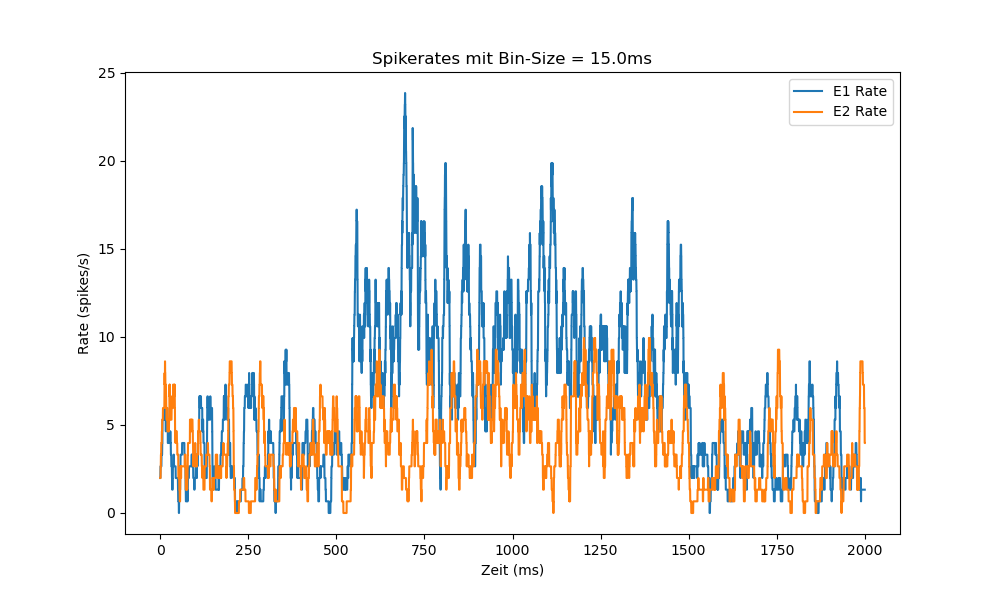 Spikerates mit Bin-Size = 15.0ms
E1 Rate
E2 Rate
Rate (spikes/s)
25
20
15
10
5
0
0 250 500 750 1000 1250 1500 1750 2000
Zeit (ms)